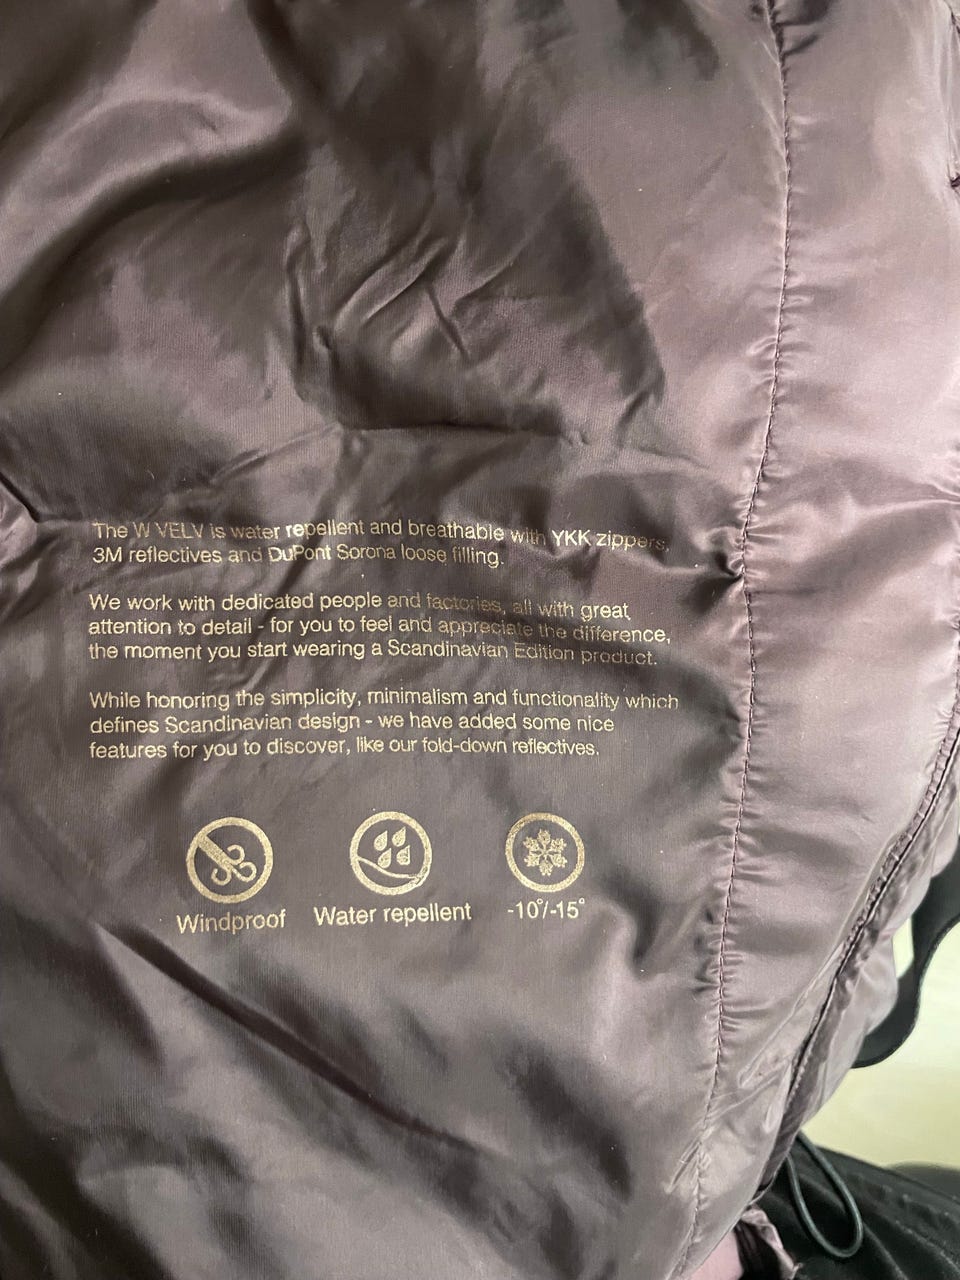 The W VELV is water repellent and breathable with YKK zippers,
3M reflectives and DuPont Sorona loose filling.
We work with dedicated people and factories, all with great
attention to detail - for you to feel and appreciate the difference,
the moment you start wearing a Scandinavian Edition product.
While honoring the simplicity, minimalism and functionality which
defines Scandinavian design - we have added some nice
features for you to discover, like our fold-down reflectives.
Windproof Water repellent -10°/-15°